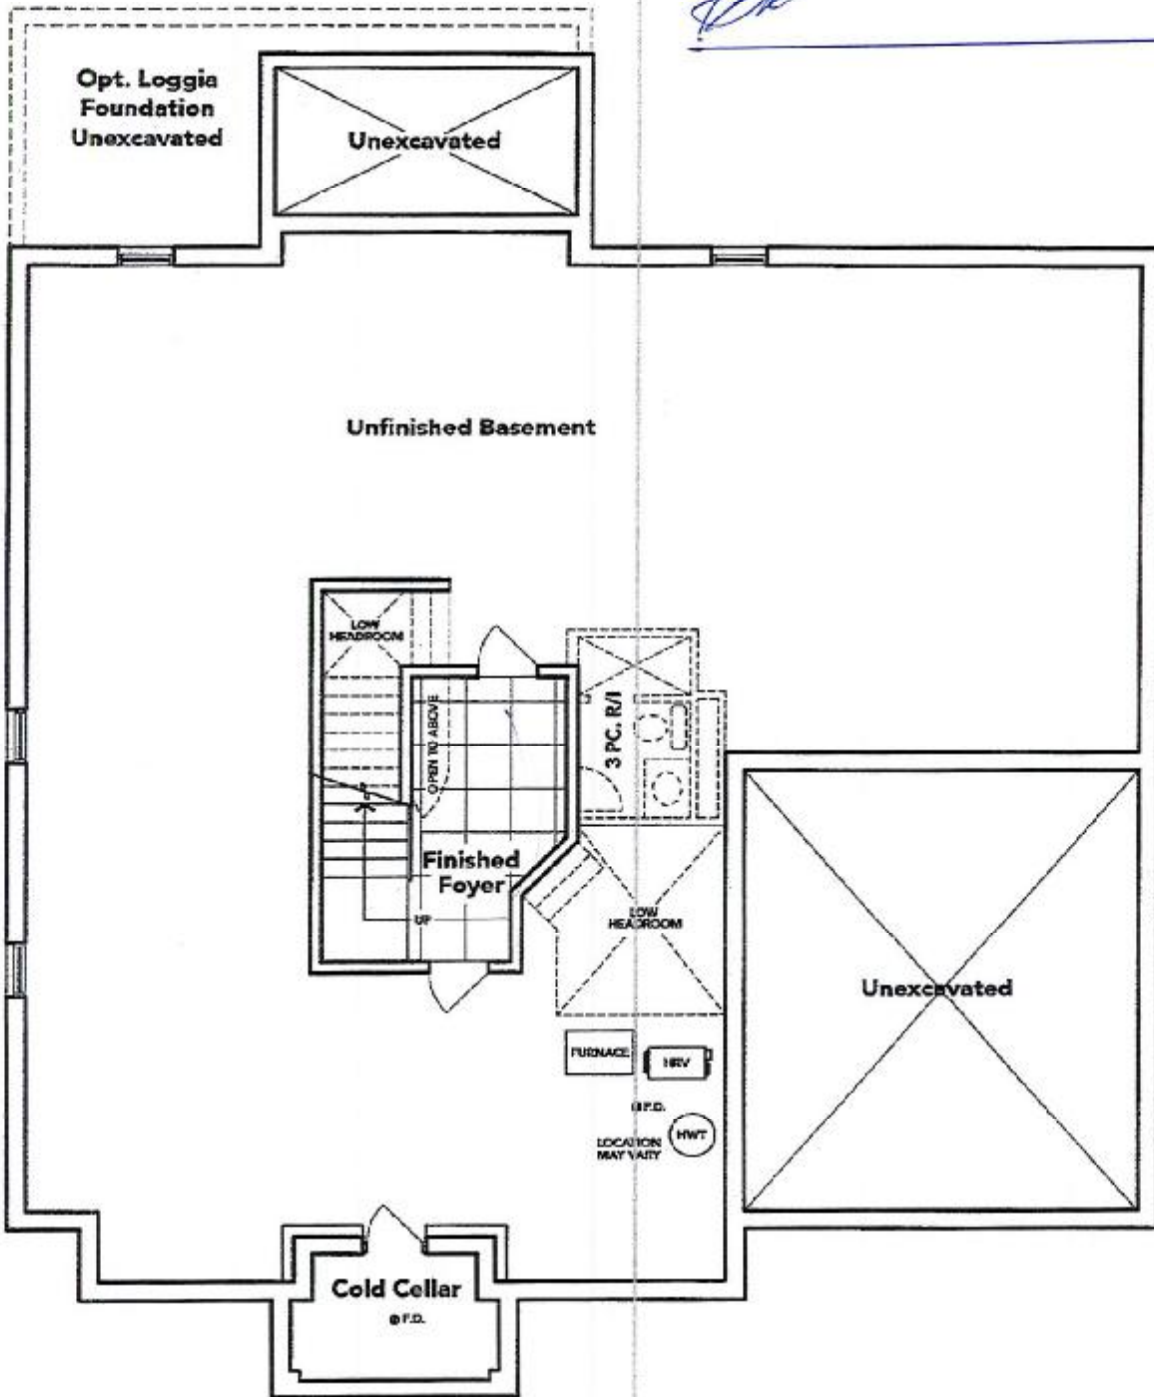 Opt. Loggia
Foundation
Unexcavated
Unexcavated
Unfinished Basement
LOW
HEADROOM
OPEN TO ABOVE
3 PC. R/I
Finished
Foyer
UP
LOW
HEADROOM
Unexcavated
FURNACE
HRV
F.D.
HWT
LOCATION
MAY VARY
Cold Cellar
F.D.